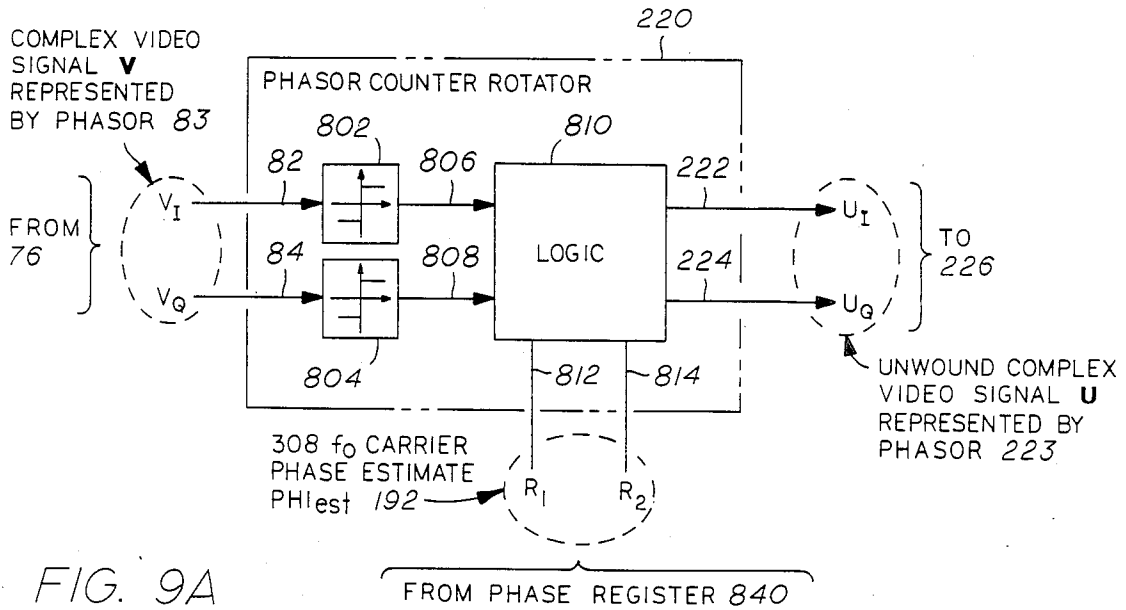 220
COMPLEX VIDEO
SIGNAL V
REPRESENTED
BY PHASOR 83
PHASOR COUNTER ROTATOR
802
810
82
806
222
V_I
U_I
FROM
76
LOGIC
TO
226
84
808
224
V_Q
U_Q
804
812
814
UNWOUND COMPLEX
VIDEO SIGNAL U
REPRESENTED BY
PHASOR 223
308 f₀ CARRIER
PHASE ESTIMATE
PHIest 192
R₁
R₂
FIG. 9A
FROM PHASE REGISTER 840